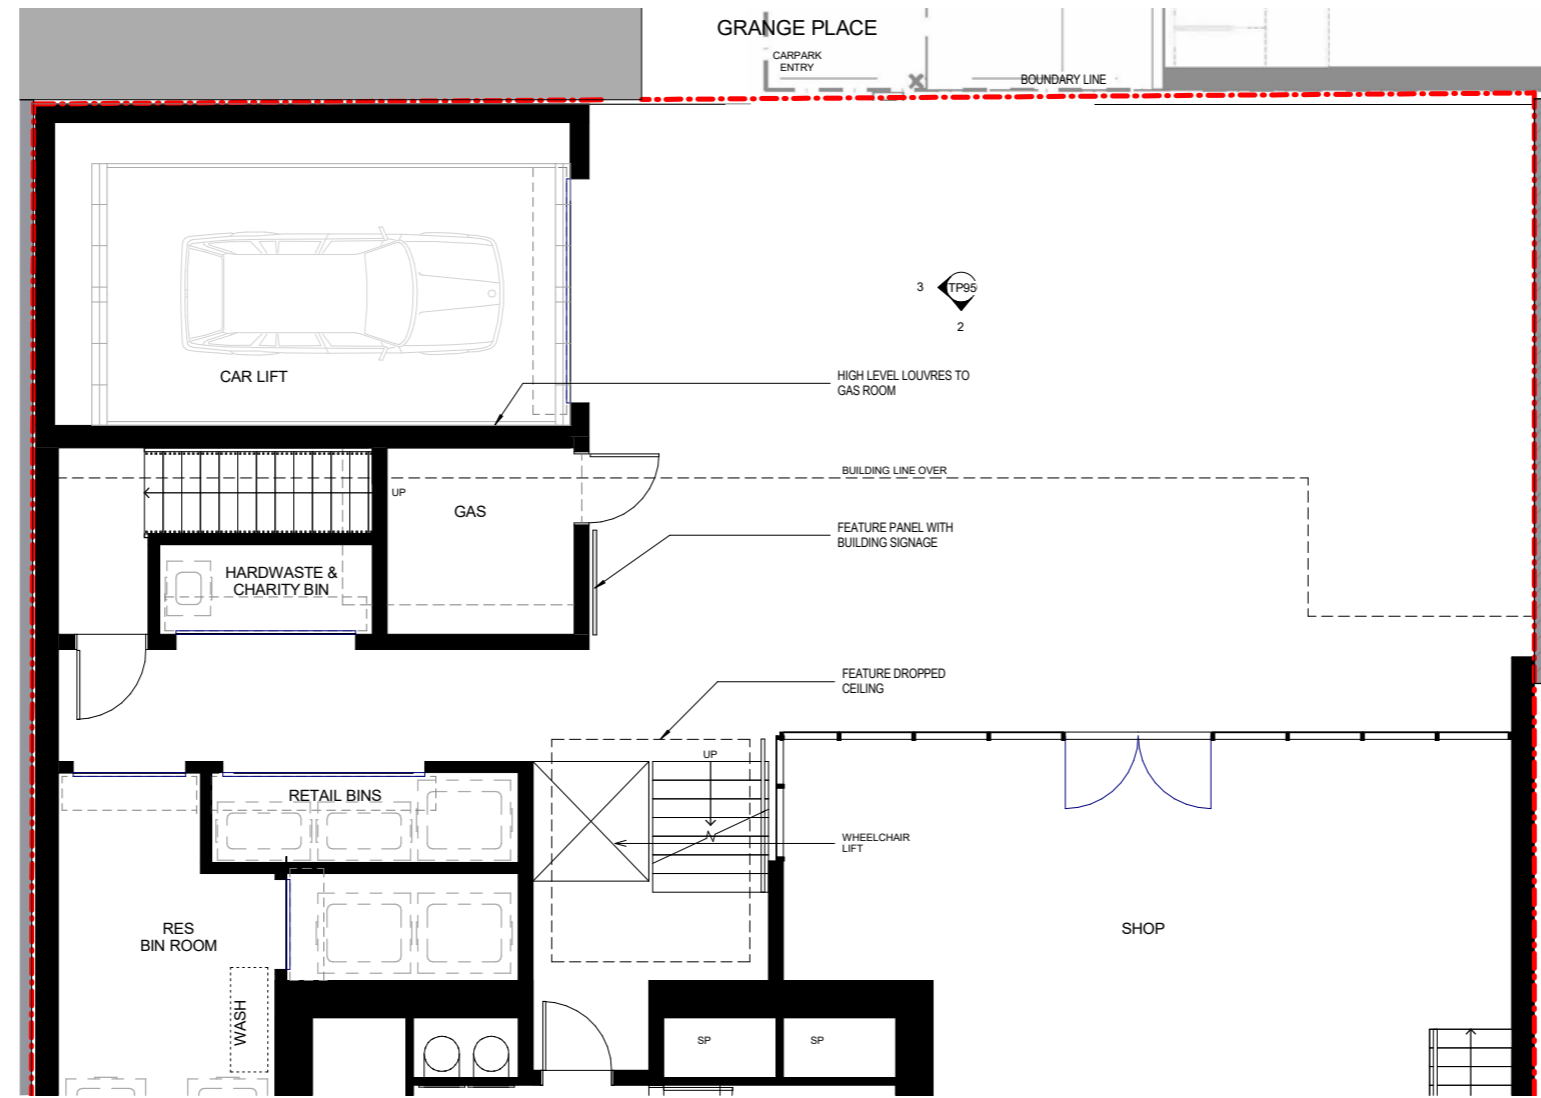 GRANGE PLACE
CARPARK
ENTRY
BOUNDARY LINE
3
TP95
2
CAR LIFT
HIGH LEVEL LOUVRES TO
GAS ROOM
BUILDING LINE OVER
UP
GAS
FEATURE PANEL WITH
BUILDING SIGNAGE
HARDWASTE &
CHARITY BIN
FEATURE DROPPED
CEILING
UP
RETAIL BINS
WHEELCHAIR
LIFT
RES
BIN ROOM
SHOP
WASH
SP
SP